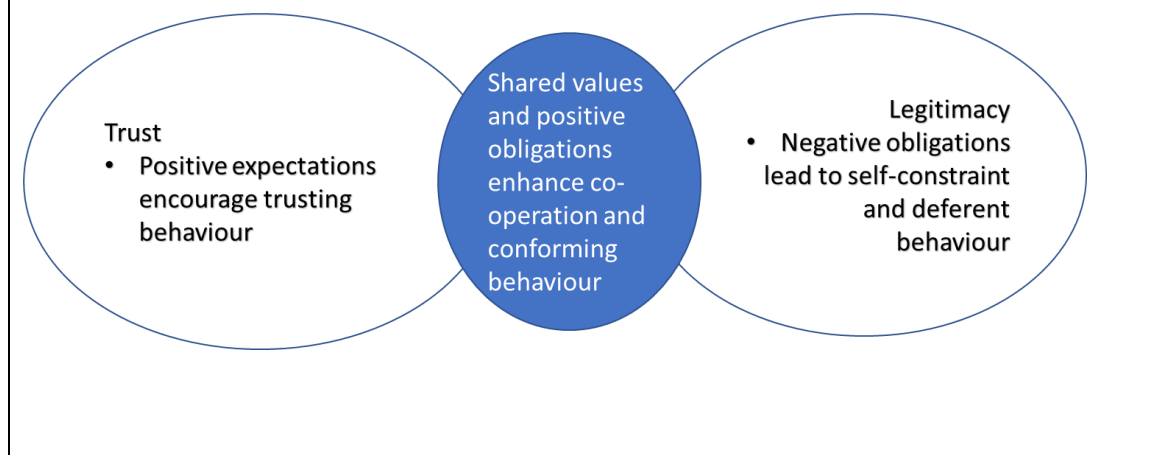 Trust
• Positive expectations
encourage trusting
behaviour
Shared values
and positive
obligations
enhance co-
operation and
conforming
behaviour
Legitimacy
• Negative obligations
lead to self-constraint
and deferent
behaviour